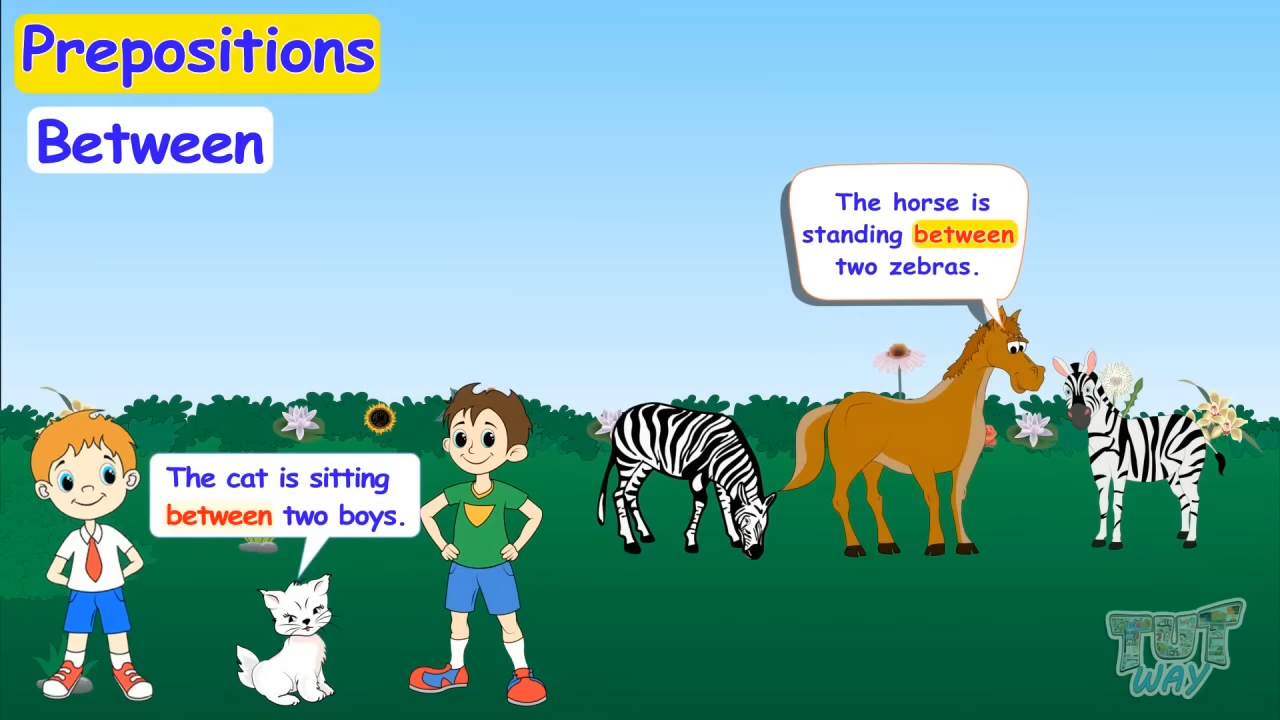 Prepositions
Between
The horse is
standing between
two zebras.
The cat is sitting
between two boys.
TUT
WAY